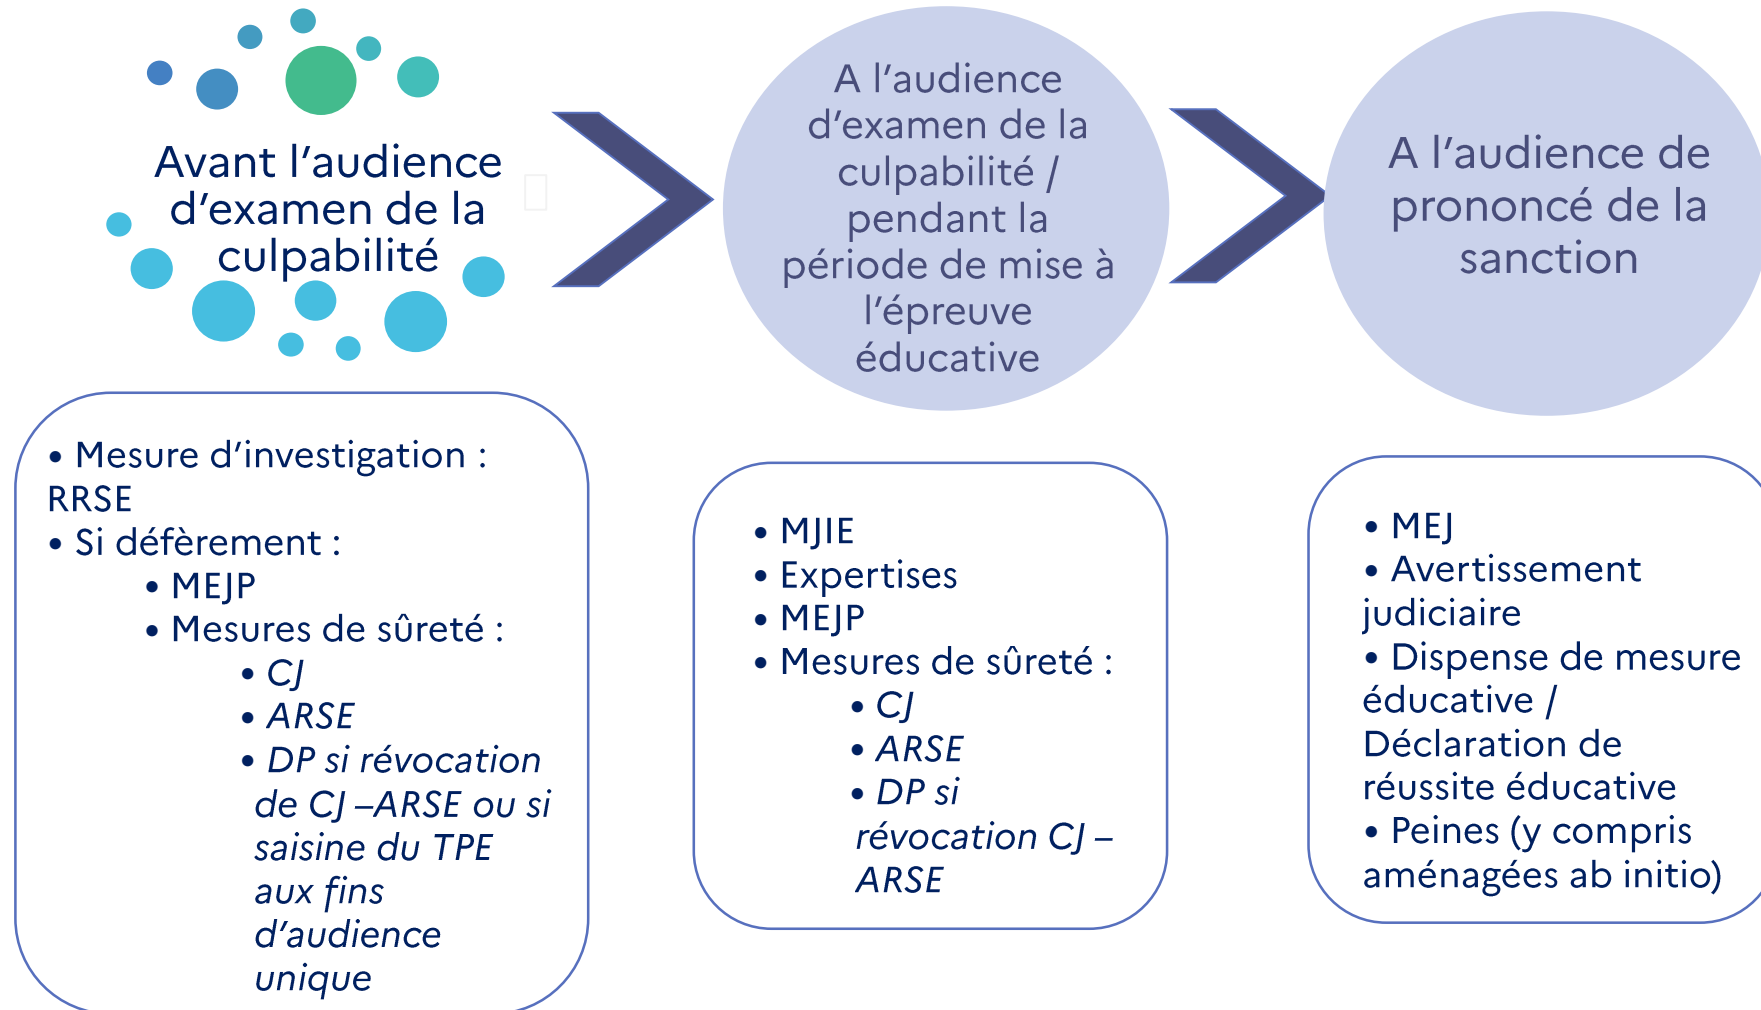 Avant l’audience
d’examen de la
culpabilité
A l’audience
d’examen de la
culpabilité /
pendant la
période de mise à
l’épreuve
éducative
A l’audience de
prononcé de la
sanction
• Mesure d’investigation :
RRSE
• Si défèrement :
• MEJP
• Mesures de sûreté :
• CJ
• ARSE
• DP si révocation
de CJ –ARSE ou si
saisine du TPE
aux fins
d’audience
unique
• MJIE
• Expertises
• MEJP
• Mesures de sûreté :
• CJ
• ARSE
• DP si
révocation CJ –
ARSE
• MEJ
• Avertissement
judiciaire
• Dispense de mesure
éducative /
Déclaration de
réussite éducative
• Peines (y compris
aménagées ab initio)